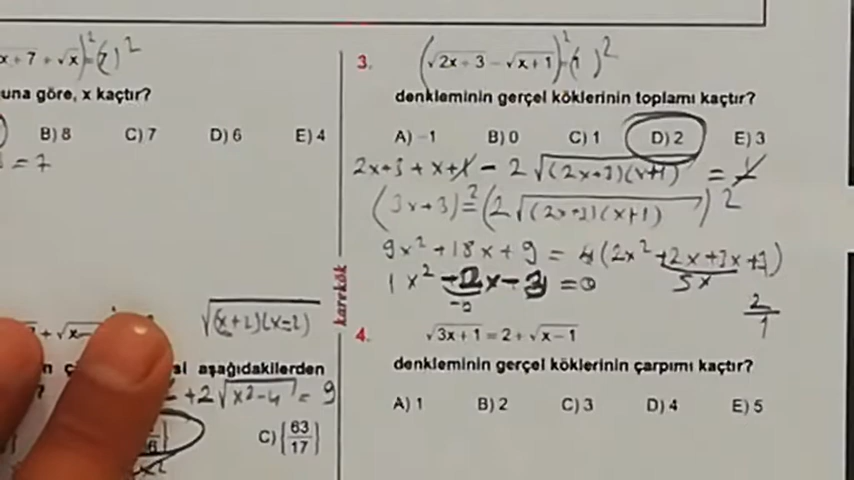 x + 7 + √x)² = (7)²
una göre, x kaçtır?
B) 8 C) 7 D) 6 E) 4
= 7
√(x+2)(x-2)
+ √x-
si aşağıdakilerden
+2√x²-4 = 9
C) {63/17}
karekök
3. (√2x + 3 - √x + 1)² = (1)²
denkleminin gerçel köklerinin toplamı kaçtır?
A) -1 B) 0 C) 1 D) 2 E) 3
2x+3 + x+1 - 2√(2x+3)(x+1) = 1
(3x+3)² = (2√(2x+3)(x+1))²
9x² + 18x + 9 = 4(2x² + 2x + 3x + 3)
5x
1x² - 2x - 3 = 0
2/1
4. √3x + 1 = 2 + √x - 1
denkleminin gerçel köklerinin çarpımı kaçtır?
A) 1 B) 2 C) 3 D) 4 E) 5